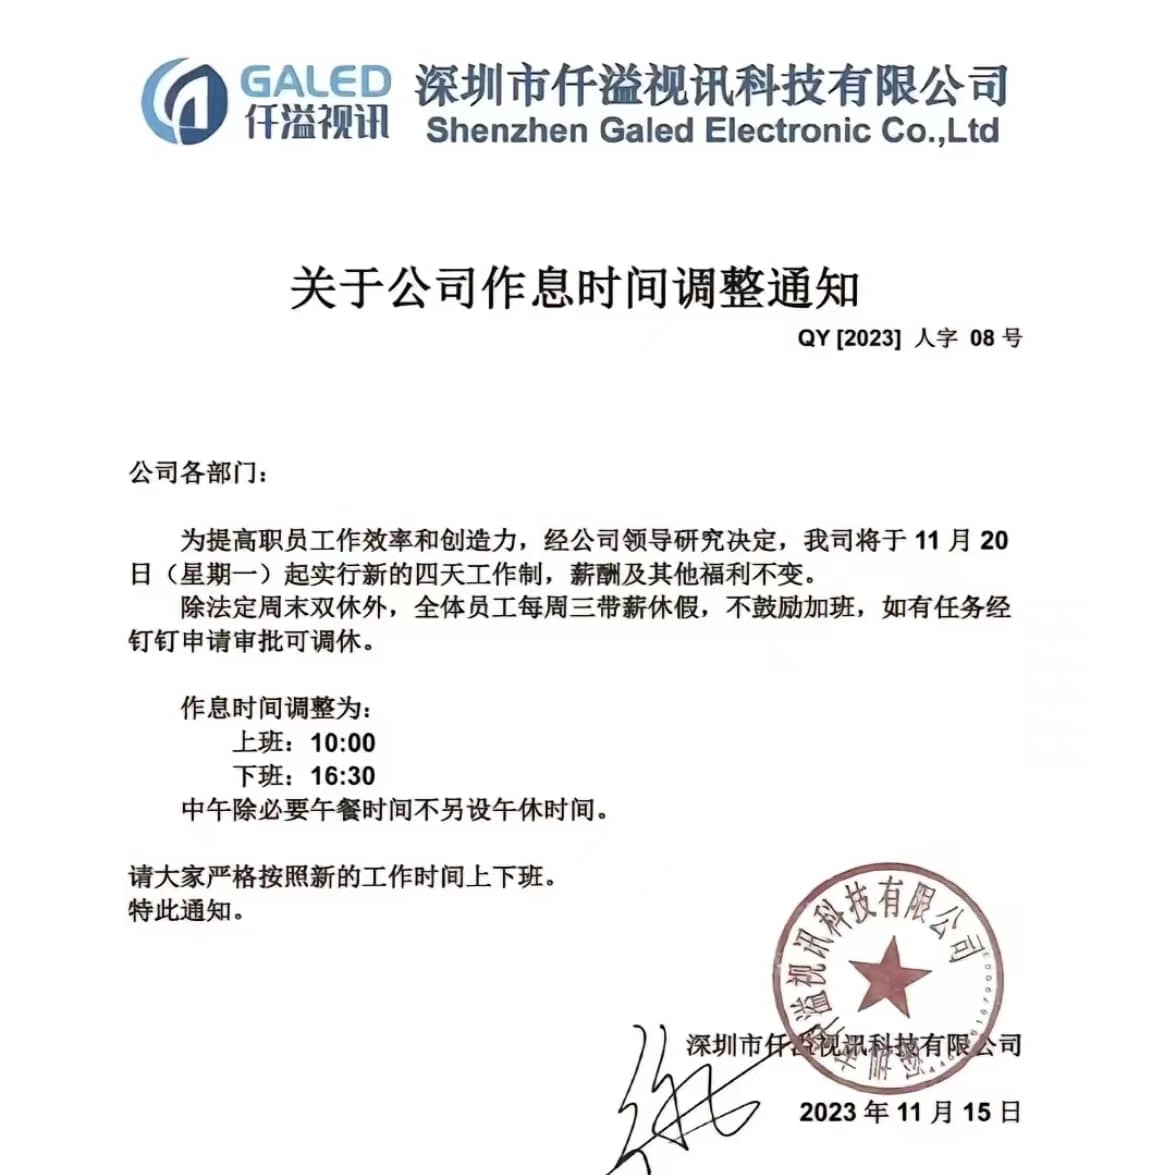 GALED
仟溢视讯
深圳市仟溢视讯科技有限公司
Shenzhen Galed Electronic Co.,Ltd
关于公司作息时间调整通知
QY [2023] 人字 08 号
公司各部门：
为提高职员工作效率和创造力，经公司领导研究决定，我司将于 11 月 20
日（星期一）起实行新的四天工作制，薪酬及其他福利不变。
除法定周末双休外，全体员工每周三带薪休假，不鼓励加班，如有任务经
钉钉申请审批可调休。
作息时间调整为：
上班：10:00
下班：16:30
中午除必要午餐时间不另设午休时间。
请大家严格按照新的工作时间上下班。
特此通知。
深圳市仟溢视讯科技有限公司
深圳市仟溢视讯科技有限公司
2023 年 11 月 15 日